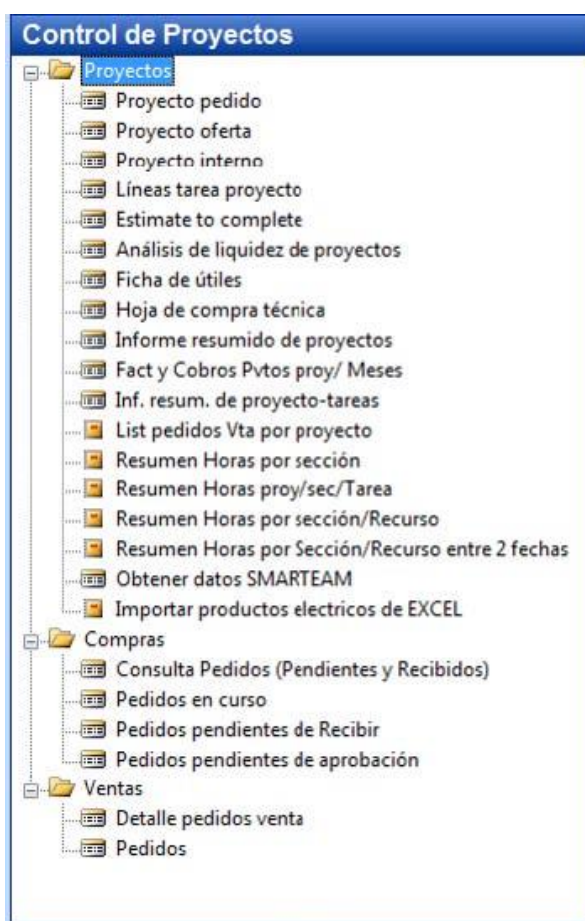 Control de Proyectos
Proyectos
Proyecto pedido
Proyecto oferta
Proyecto interno
Líneas tarea proyecto
Estimate to complete
Análisis de liquidez de proyectos
Ficha de útiles
Hoja de compra técnica
Informe resumido de proyectos
Fact y Cobros Pvtos proy/ Meses
Inf. resum. de proyecto-tareas
List pedidos Vta por proyecto
Resumen Horas por sección
Resumen Horas proy/sec/Tarea
Resumen Horas por sección/Recurso
Resumen Horas por Sección/Recurso entre 2 fechas
Obtener datos SMARTEAM
Importar productos electricos de EXCEL
Compras
Consulta Pedidos (Pendientes y Recibidos)
Pedidos en curso
Pedidos pendientes de Recibir
Pedidos pendientes de aprobación
Ventas
Detalle pedidos venta
Pedidos